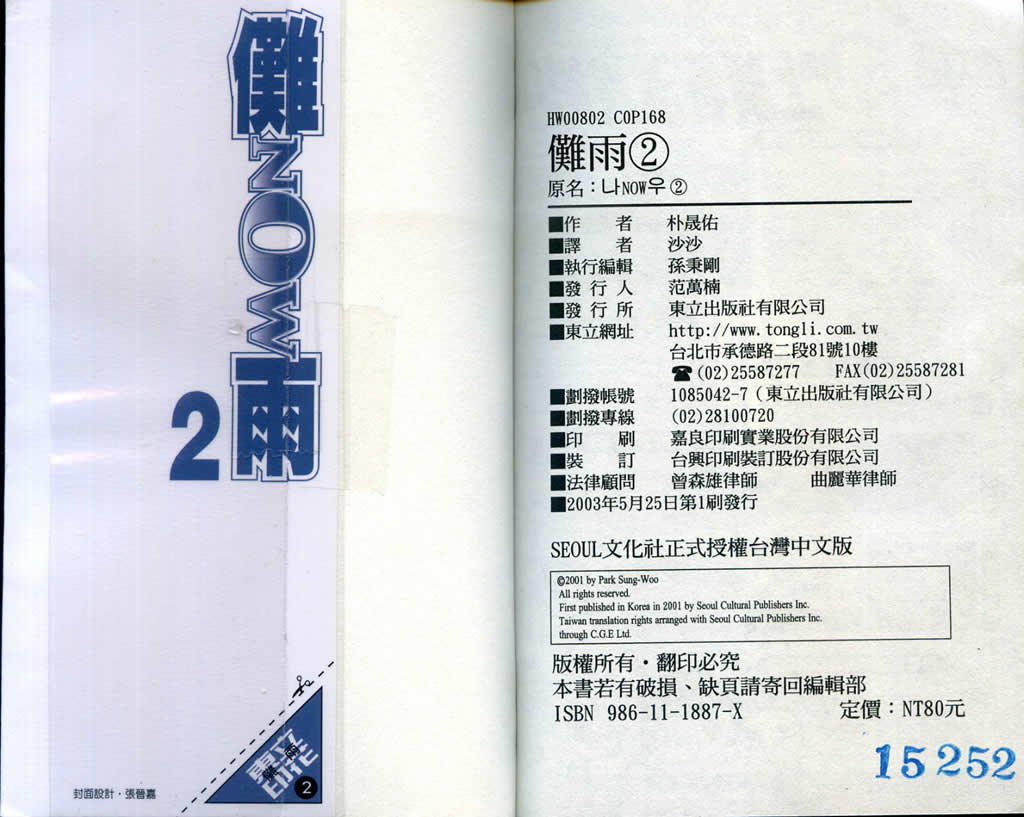 儺NOW雨
2
東立
印花
儺雨
2
封面設計・張晉嘉
HW00802 COP168
儺雨②
原名：나NOW우②
■作 者 朴晟佑
■譯 者 沙沙
■執行編輯 孫秉剛
■發 行 人 范萬楠
■發 行 所 東立出版社有限公司
■東立網址 http://www.tongli.com.tw
台北市承德路二段81號10樓
☎(02)25587277 FAX(02)25587281
■劃撥帳號 1085042-7（東立出版社有限公司）
■劃撥專線 (02)28100720
■印 刷 嘉良印刷實業股份有限公司
■裝 訂 台興印刷裝訂股份有限公司
■法律顧問 曾森雄律師 曲麗華律師
■2003年5月25日第1刷發行
SEOUL文化社正式授權台灣中文版
©2001 by Park Sung-Woo
All rights reserved.
First published in Korea in 2001 by Seoul Cultural Publishers Inc.
Taiwan translation rights arranged with Seoul Cultural Publishers Inc.
through C.G.E Ltd.
版權所有・翻印必究
本書若有破損、缺頁請寄回編輯部
ISBN 986-11-1887-X 定價：NT80元
15252